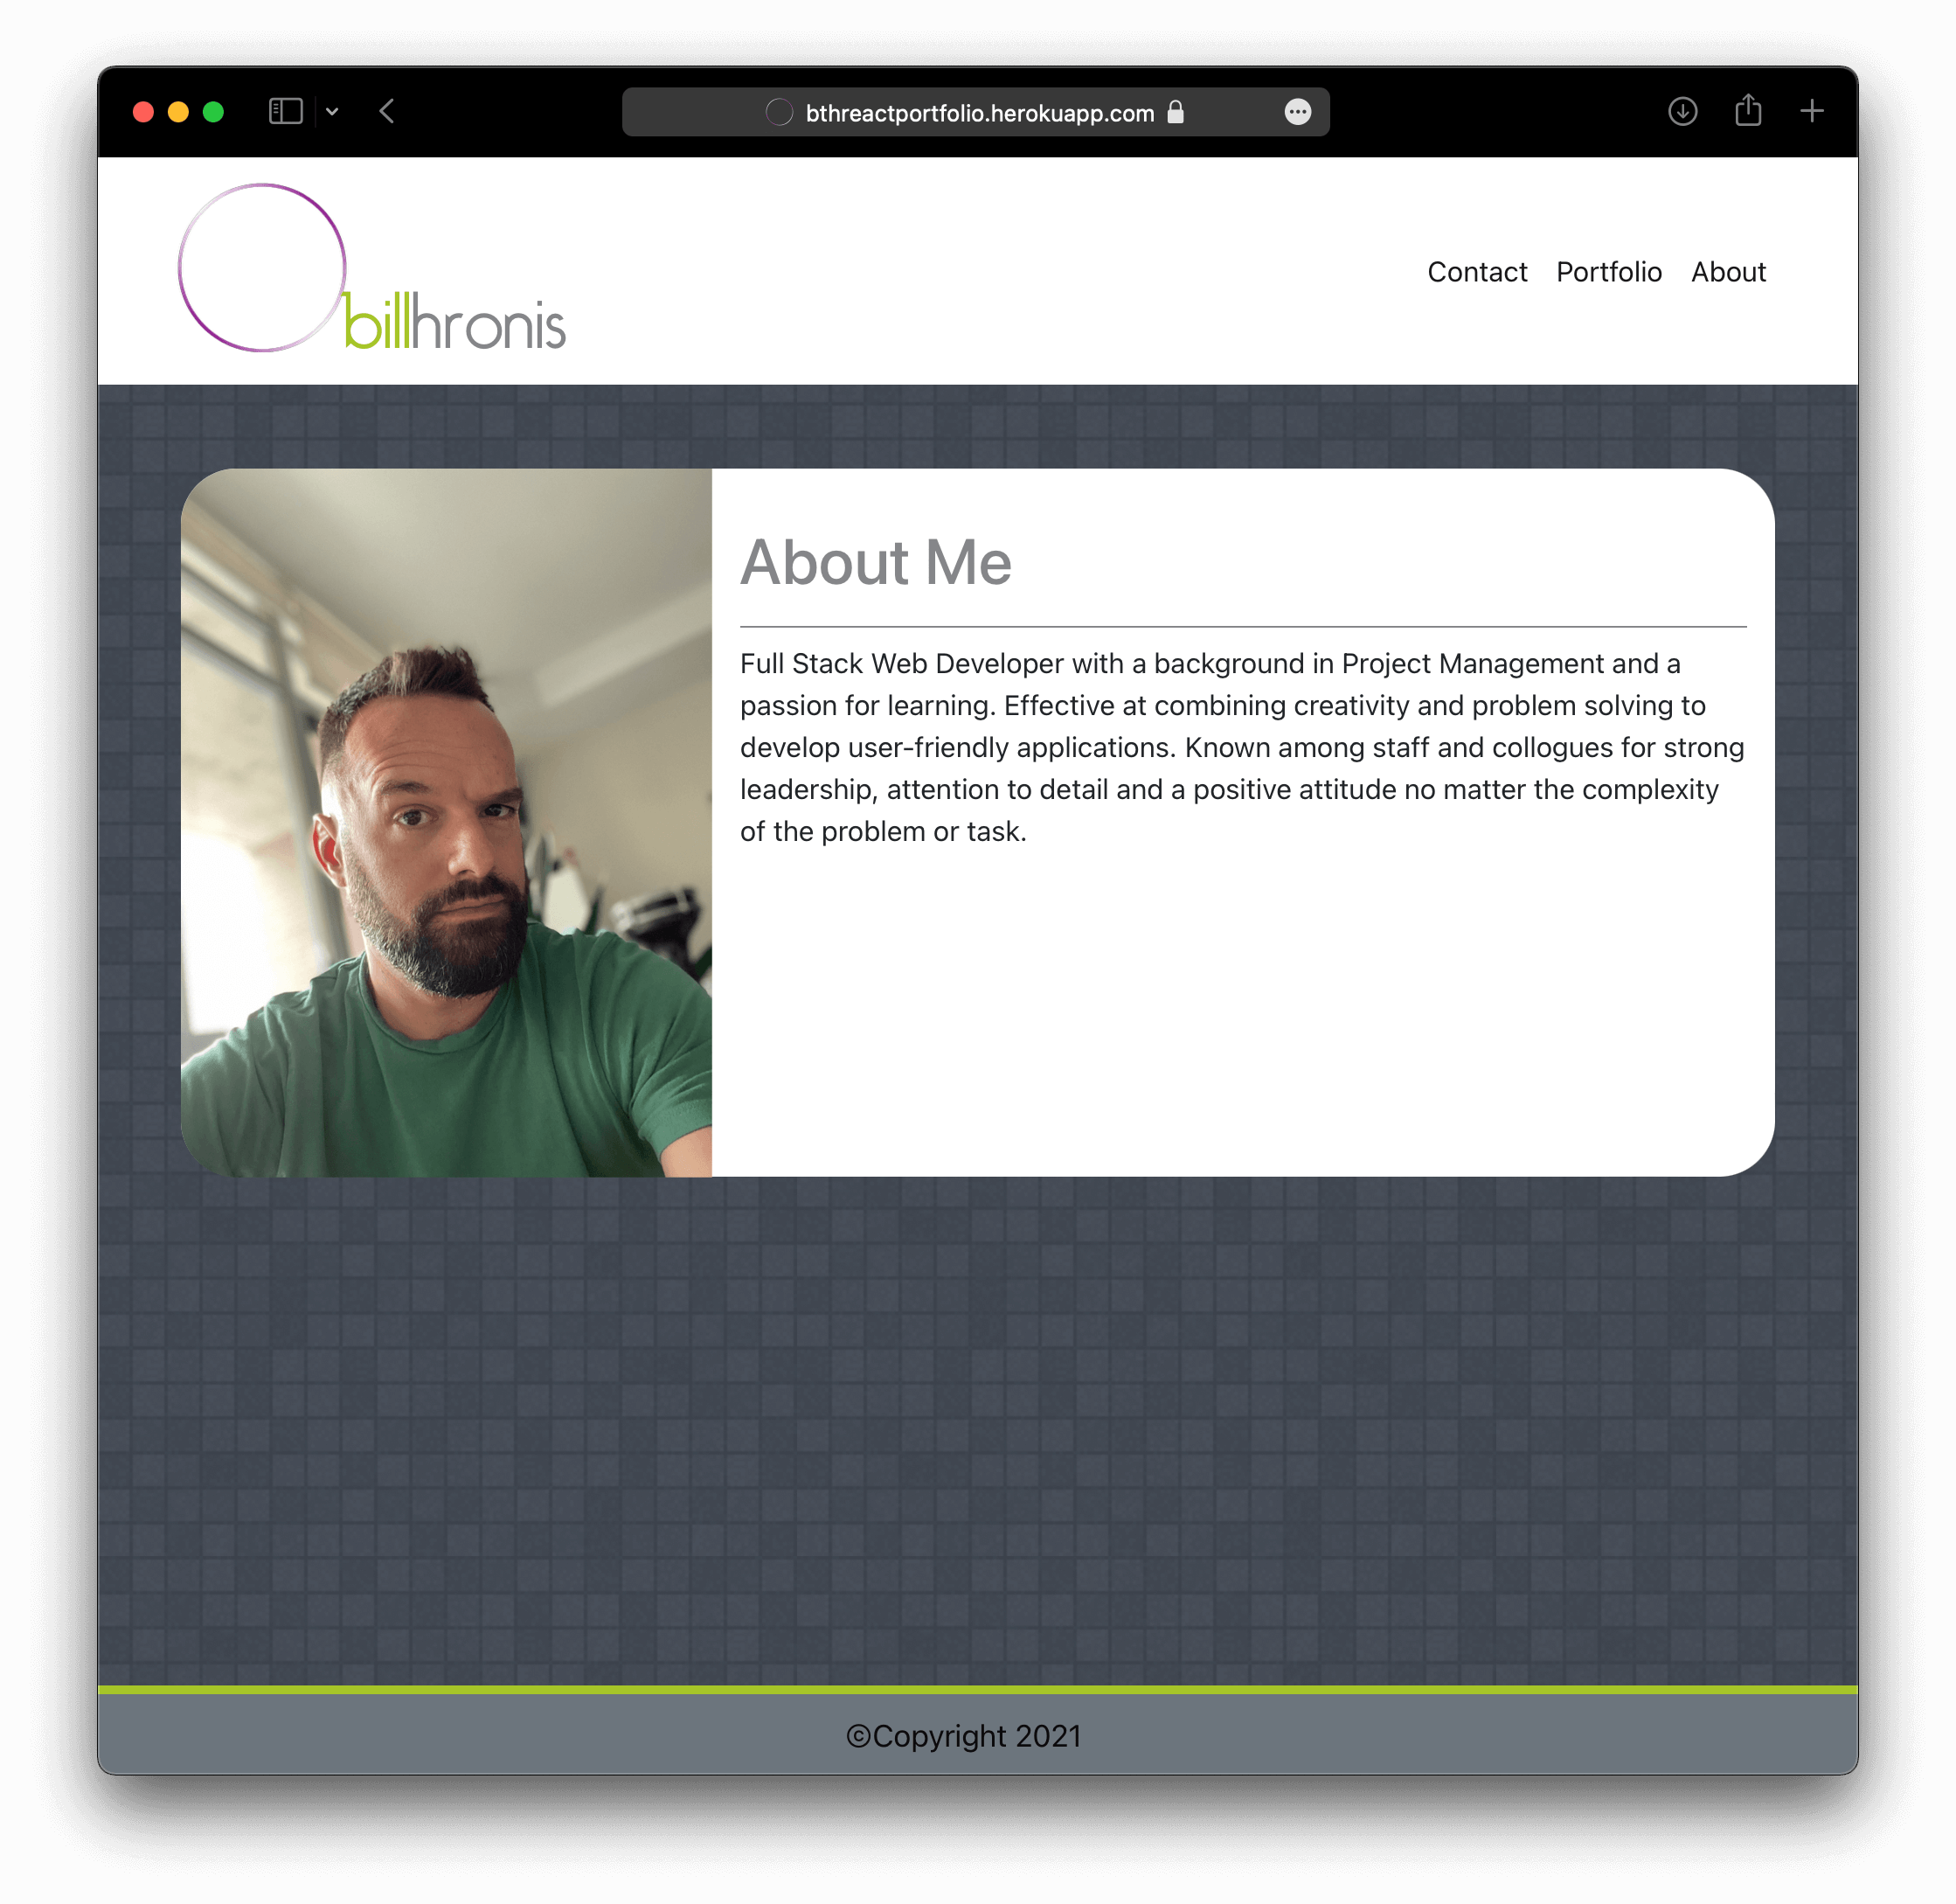 bthreactportfolio.herokuapp.com
billhronis
Contact Portfolio About
About Me
Full Stack Web Developer with a background in Project Management and a
passion for learning. Effective at combining creativity and problem solving to
develop user-friendly applications. Known among staff and collogues for strong
leadership, attention to detail and a positive attitude no matter the complexity
of the problem or task.
©Copyright 2021